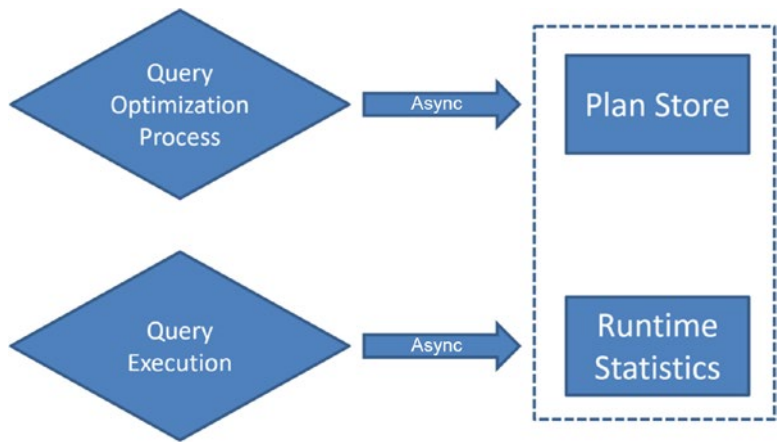 Query
Optimization
Process
Async
Plan Store
Query
Execution
Async
Runtime
Statistics